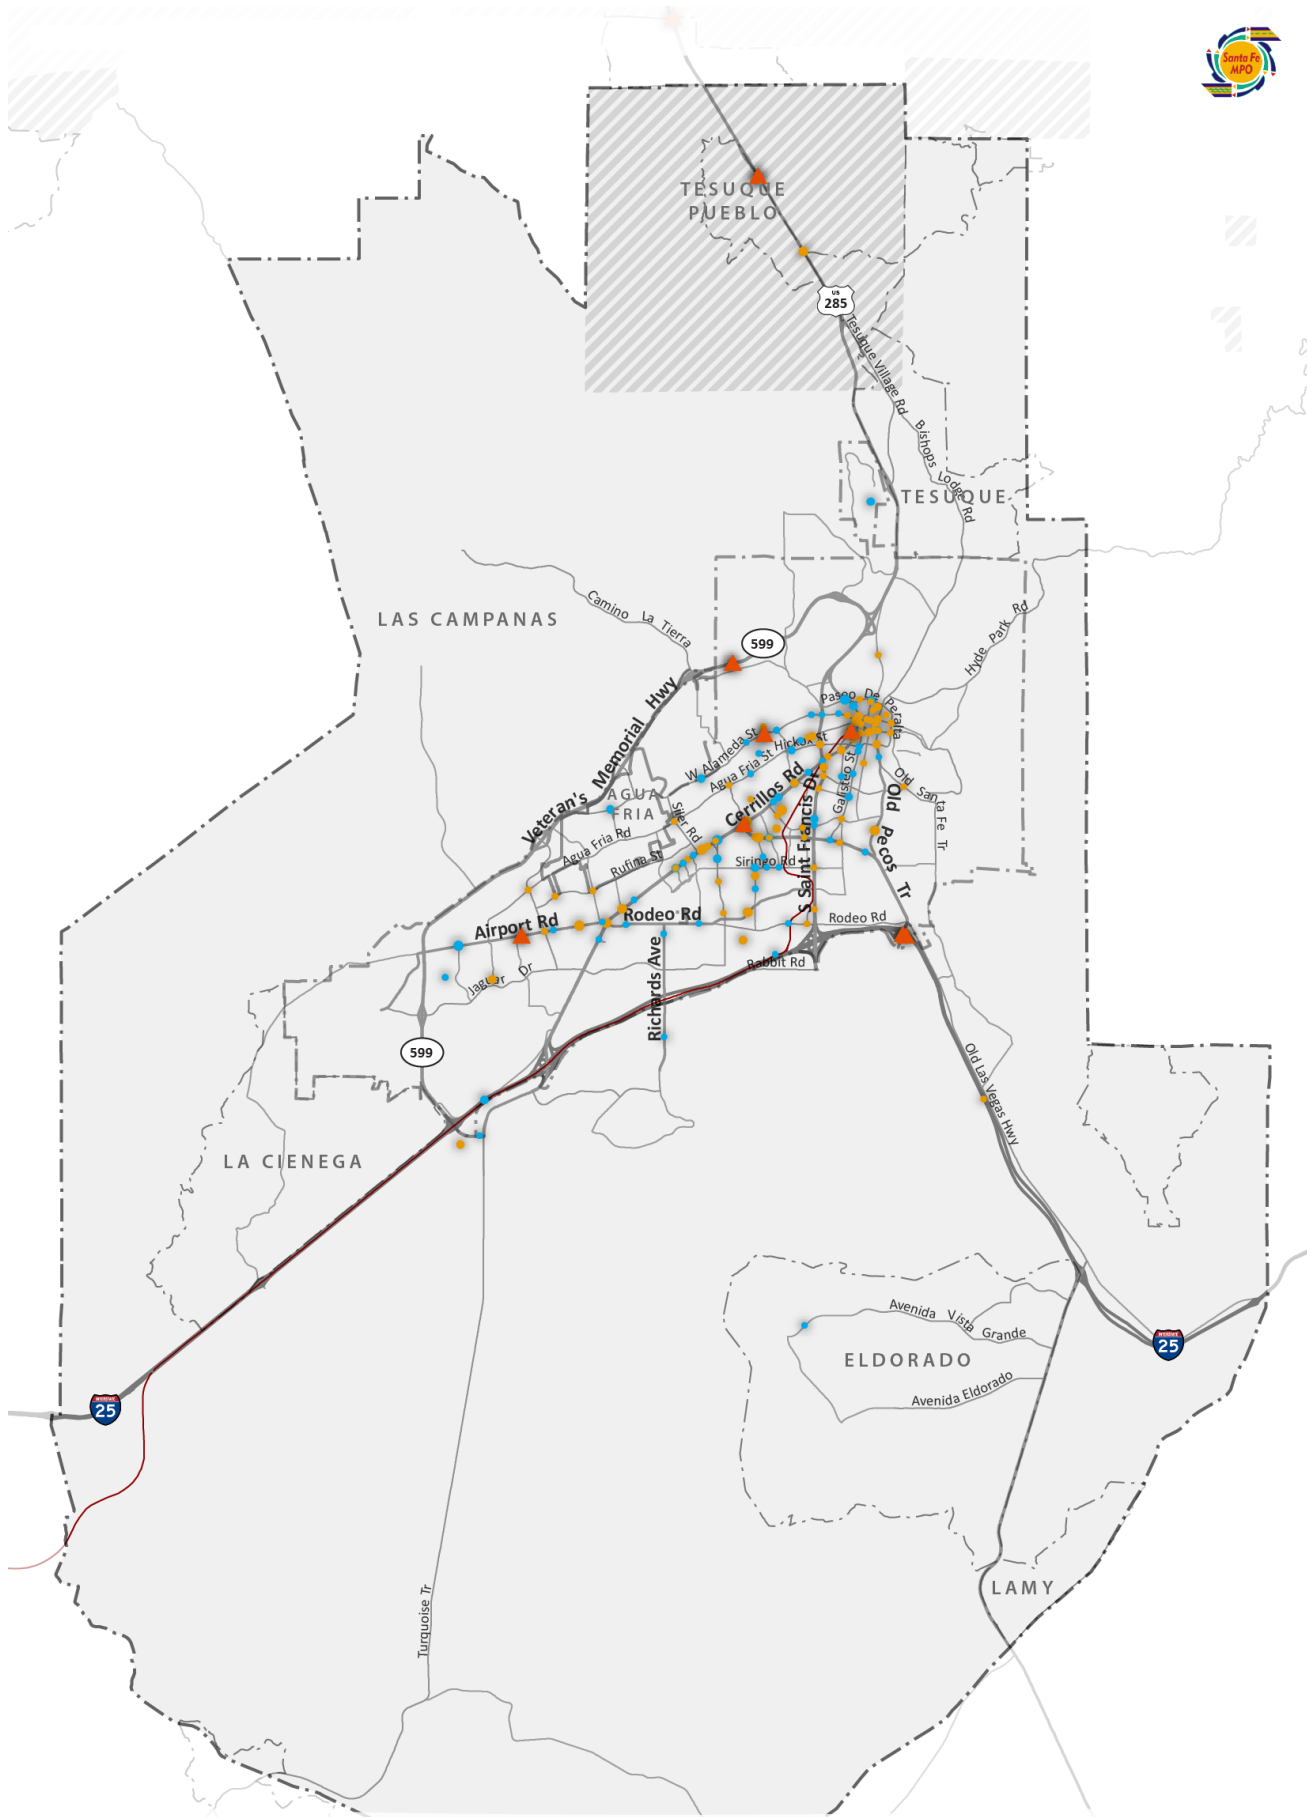 Santa Fe
MPO
TESUQUE
PUEBLO
US
285
Tesuque Village Rd
Bishops Lodge Rd
TESUQUE
Camino La Tierra
LAS CAMPANAS
Hyde Park Rd
599
Veteran's Memorial Hwy
Paseo De Peralta
W Alameda St
Agua Fria St
Hickox St
AGUA
FRIA
Cerrillos Rd
Siler Rd
Galisteo St
Old Santa Fe Tr
Old Pecos Tr
S Saint Francis Dr
Agua Fria Rd
Rufina St
Siringo Rd
Airport Rd
Rodeo Rd
Rodeo Rd
Rabbit Rd
Jaguar Dr
Richards Ave
599
Old Las Vegas Hwy
LA CIENEGA
Avenida Vista Grande
ELDORADO
Avenida Eldorado
INTERSTATE
25
INTERSTATE
25
LAMY
Turquoise Tr